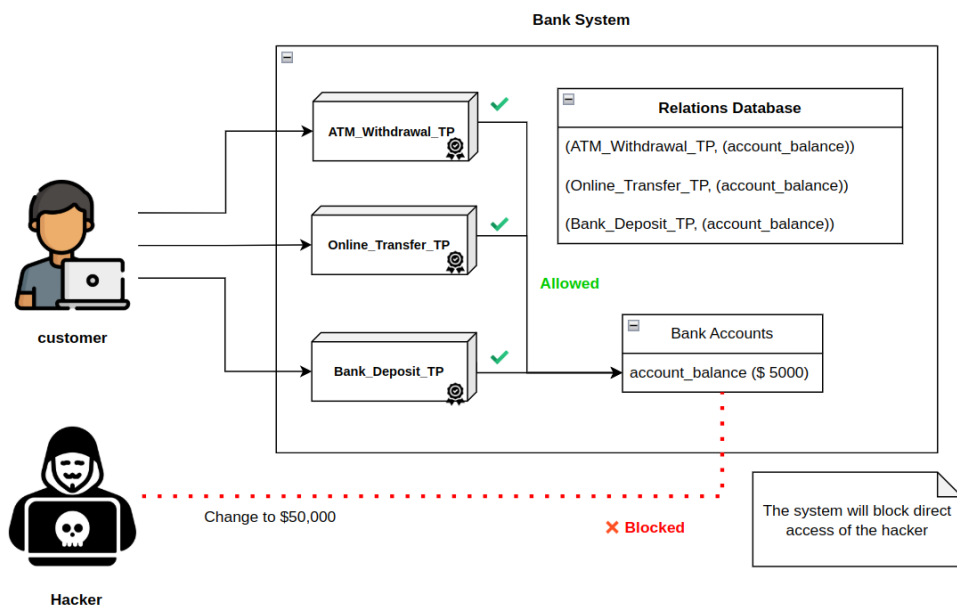 Bank System
ATM_Withdrawal_TP
Relations Database
(ATM_Withdrawal_TP, (account_balance))
(Online_Transfer_TP, (account_balance))
(Bank_Deposit_TP, (account_balance))
Online_Transfer_TP
Allowed
customer
Bank Accounts
account_balance ($ 5000)
Bank_Deposit_TP
Change to $50,000
Blocked
The system will block direct
access of the hacker
Hacker